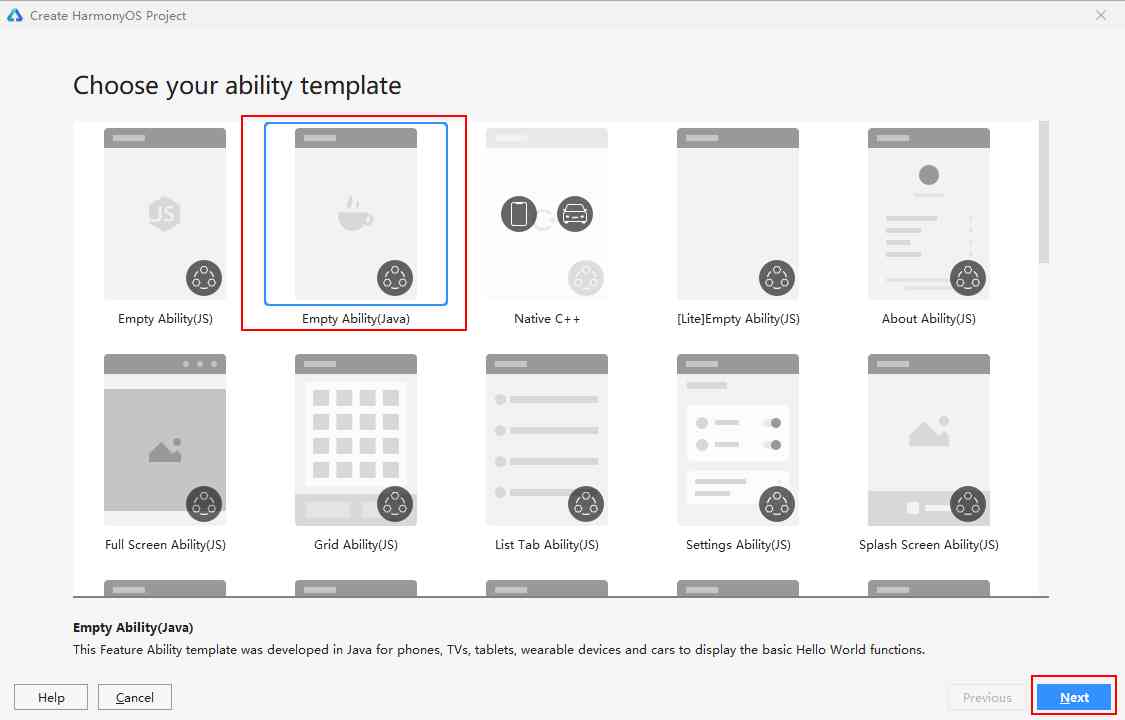 Create HarmonyOS Project
Choose your ability template
JS
Empty Ability(JS)
Empty Ability(Java)
Native C++
[Lite]Empty Ability(JS)
About Ability(JS)
Full Screen Ability(JS)
Grid Ability(JS)
List Tab Ability(JS)
Settings Ability(JS)
Splash Screen Ability(JS)
Empty Ability(Java)
This Feature Ability template was developed in Java for phones, TVs, tablets, wearable devices and cars to display the basic Hello World functions.
Help
Cancel
Previous
Next